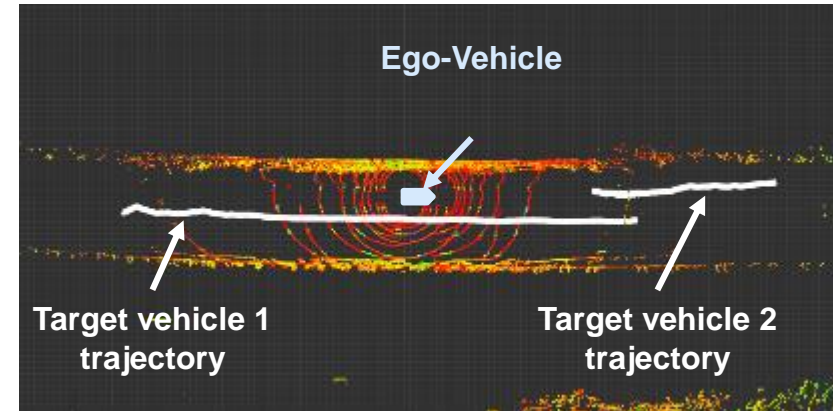 Ego-Vehicle
Target vehicle 1
trajectory
Target vehicle 2
trajectory